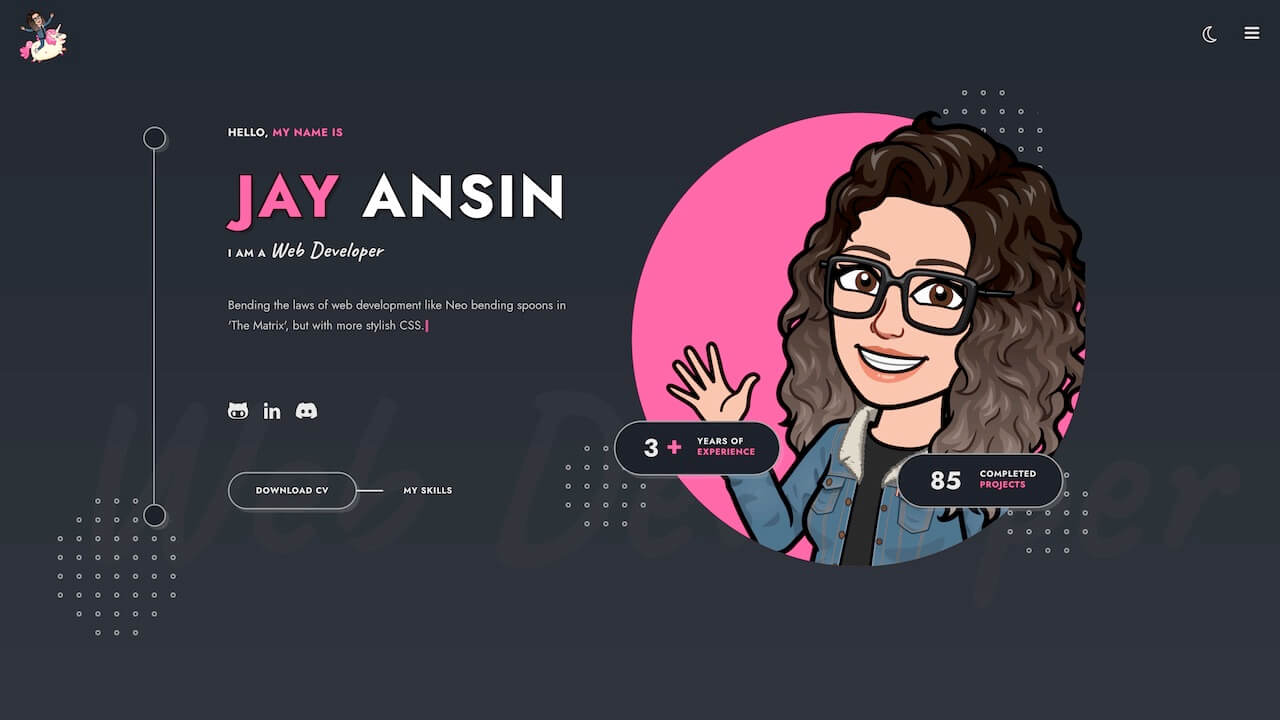 HELLO, MY NAME IS
JAY ANSIN
I AM A Web Developer
Bending the laws of web development like Neo bending spoons in
'The Matrix', but with more stylish CSS.
3 + YEARS OF
EXPERIENCE
85 COMPLETED
PROJECTS
DOWNLOAD CV
MY SKILLS
Web Developer